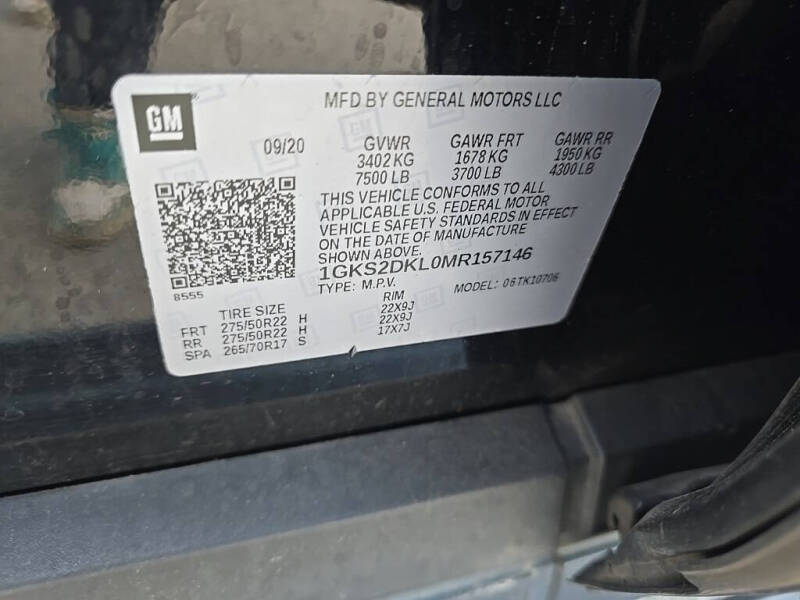 GM
MFD BY GENERAL MOTORS LLC
09/20 GVWR GAWR FRT GAWR RR
3402 KG 1678 KG 1950 KG
7500 LB 3700 LB 4300 LB
THIS VEHICLE CONFORMS TO ALL
APPLICABLE U.S. FEDERAL MOTOR
VEHICLE SAFETY STANDARDS IN EFFECT
ON THE DATE OF MANUFACTURE
SHOWN ABOVE.
1GKS2DKL0MR157146
8555 TYPE: M.P.V. MODEL: 06TK10706
TIRE SIZE RIM
FRT 275/50R22 H 22X9J
RR 275/50R22 H 22X9J
SPA 265/70R17 S 17X7J